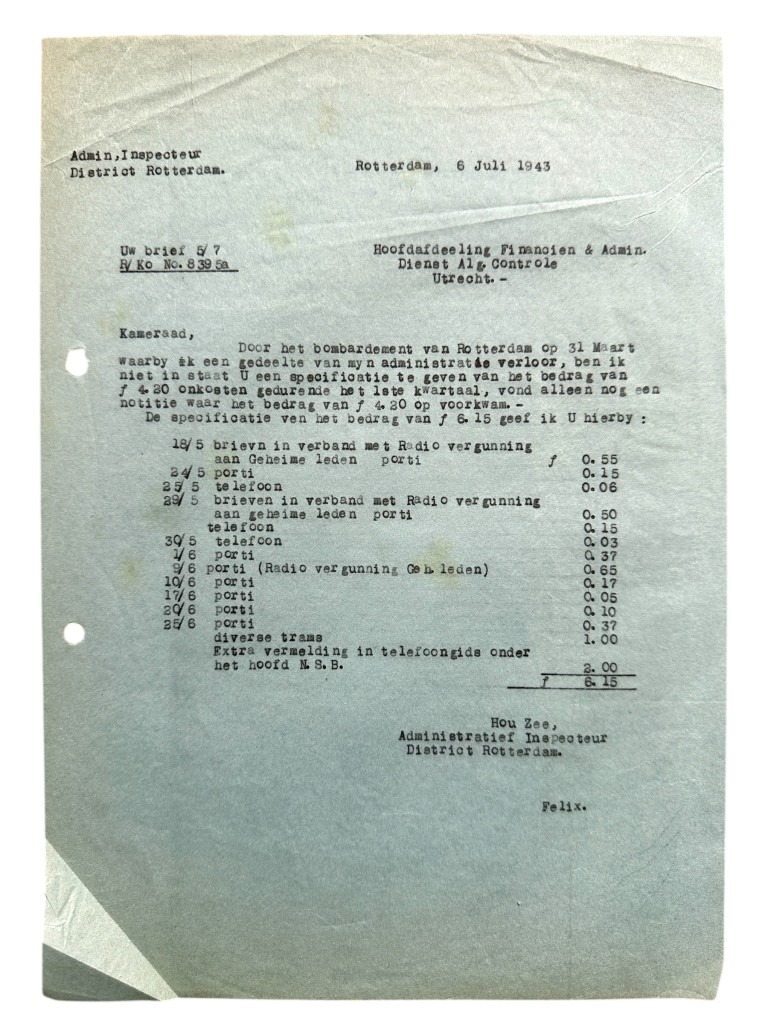 Admin,Inspecteur
District Rotterdam.
Rotterdam, 6 Juli 1943
Uw brief 5/7
R/Ko No.8395a
Hoofdafdeeling Financien & Admin.
Dienst Alg.Controle
Utrecht.-
Kameraad,
Door het bombardement van Rotterdam op 31 Maart
waarby ik een gedeelte van myn administratie verloor, ben ik
niet in staat U een specificatie te geven van het bedrag van
ƒ 4.20 onkosten gedurende het 1ste kwartaal, vond alleen nog een
notitie waar het bedrag van ƒ 4.20 op voorkwam.-
De specificatie ven het bedrag van ƒ 6.15 geef ik U hierby :
18/5 brievn in verband met Radio vergunning
aan Geheime leden porti ƒ 0.55
24/5 porti 0.15
25/5 telefoon 0.06
29/5 brieven in verband met Radio vergunning
aan geheime leden porti 0.50
telefoon 0.15
30/5 telefoon 0.03
1/6 porti 0.37
9/6 porti (Radio vergunning Geh.leden) 0.65
10/6 porti 0.17
17/6 porti 0.05
20/6 porti 0.10
25/6 porti 0.37
diverse trams 1.00
Extra vermelding in telefoongids onder
het hoofd N.S.B. 2.00
ƒ 6.15
Hou Zee,
Administratief Inspecteur
District Rotterdam.
Felix.